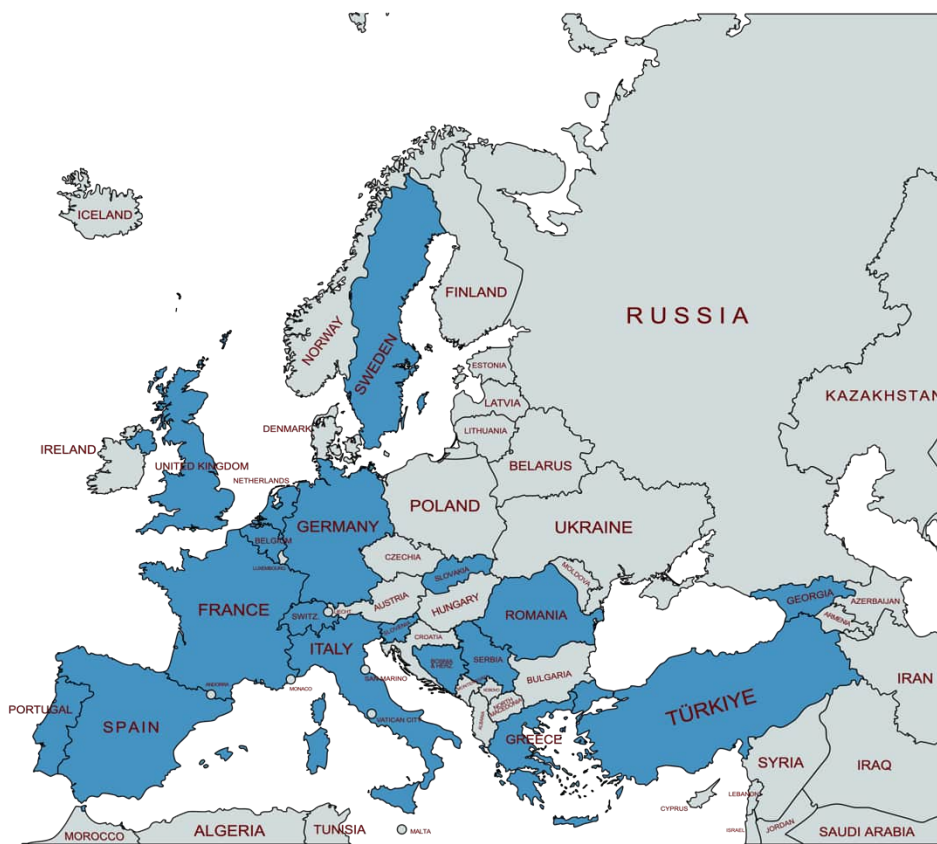 ICELAND
FINLAND
RUSSIA
NORWAY
SWEDEN
ESTONIA
KAZAKHSTAN
LATVIA
DENMARK
LITHUANIA
IRELAND
UNITED KINGDOM
BELARUS
NETHERLANDS
POLAND
GERMANY
UKRAINE
BELGIUM
CZECHIA
LUXEMBOURG
SLOVAKIA
MOLDOVA
FRANCE
AUSTRIA
LIECHT.
SWITZ.
HUNGARY
ROMANIA
GEORGIA
AZERBAIJAN
ARMENIA
SLOVENIA
CROATIA
ITALY
BOSNIA
& HERZ.
SERBIA
BULGARIA
IRAN
SAN MARINO
MONACO
ANDORRA
MONTENEGRO
KOSOVO
NORTH
MACEDONIA
TÜRKIYE
PORTUGAL
SPAIN
VATICAN CITY
ALBANIA
GREECE
SYRIA
IRAQ
LEBANON
CYPRUS
MOROCCO
ALGERIA
TUNISIA
MALTA
ISRAEL
JORDAN
SAUDI ARABIA